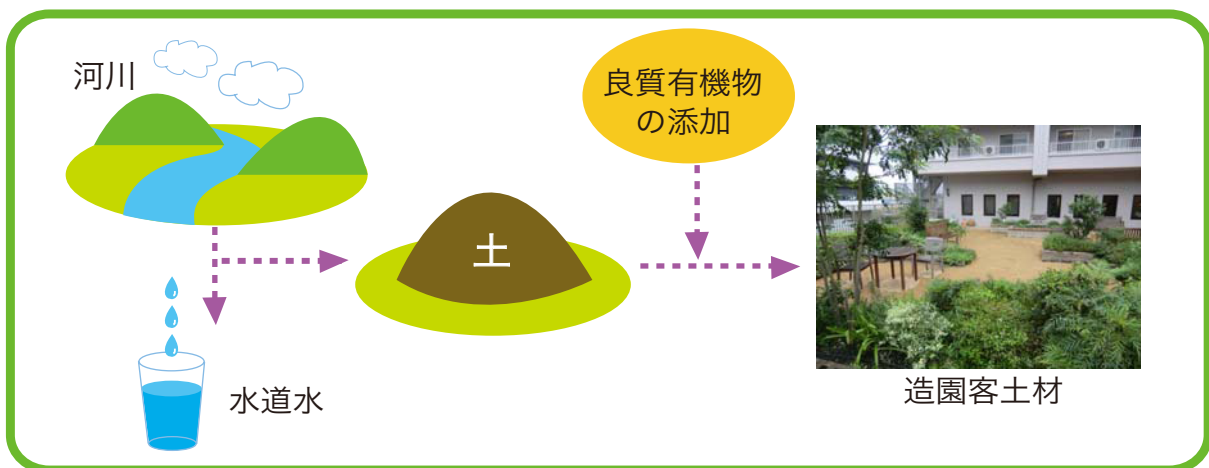 河川
良質有機物
の添加
土
水道水
造園客土材